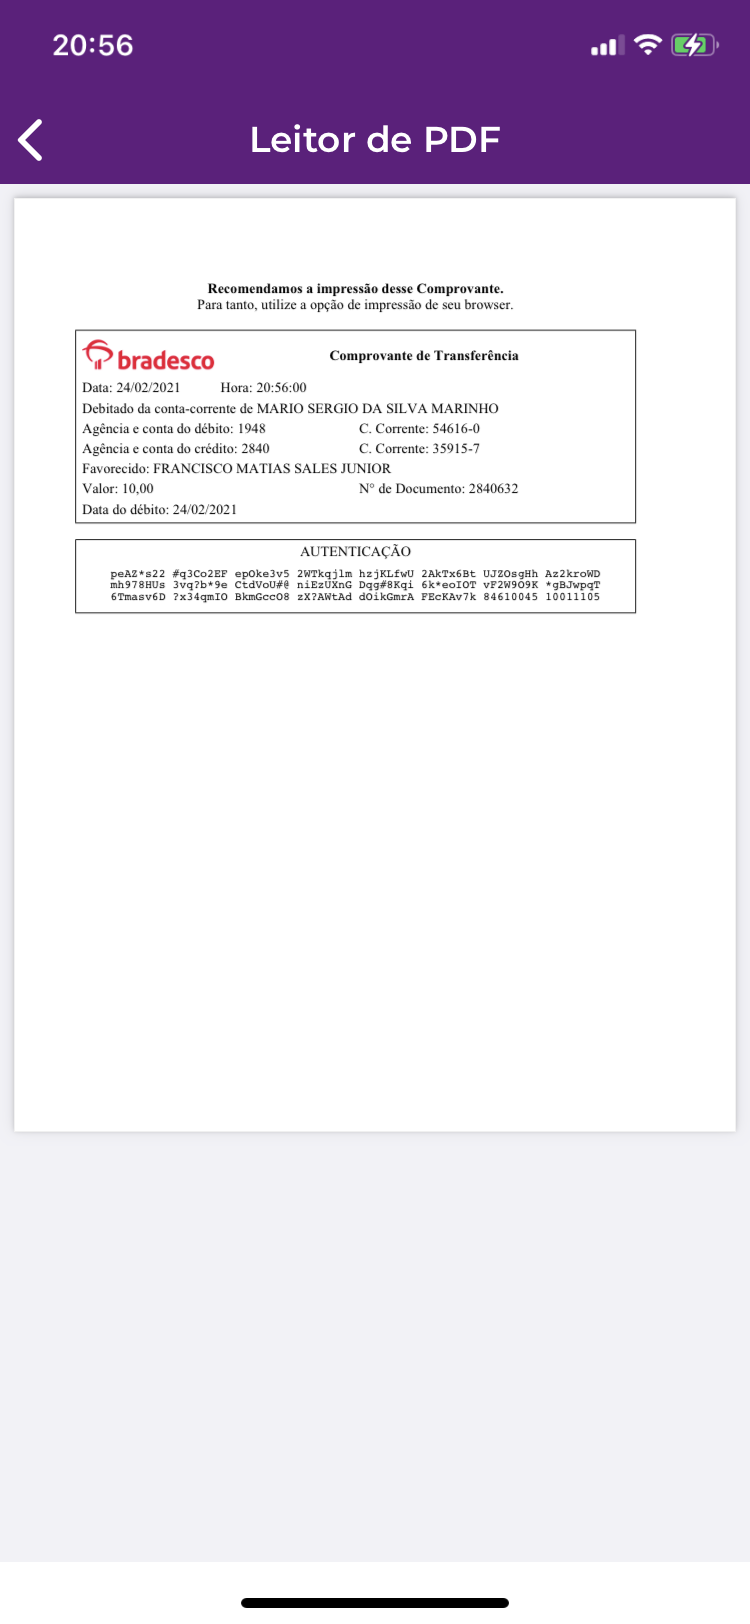 20:56
Leitor de PDF
Recomendamos a impressão desse Comprovante.
Para tanto, utilize a opção de impressão de seu browser.
bradesco Comprovante de Transferência
Data: 24/02/2021 Hora: 20:56:00
Debitado da conta-corrente de MARIO SERGIO DA SILVA MARINHO
Agência e conta do débito: 1948 C. Corrente: 54616-0
Agência e conta do crédito: 2840 C. Corrente: 35915-7
Favorecido: FRANCISCO MATIAS SALES JUNIOR
Valor: 10,00 N° de Documento: 2840632
Data do débito: 24/02/2021
AUTENTICAÇÃO
peAZ*s22 #q3Co2EF epOke3v5 2WTkqjlm hzjKLfwU 2AkTx6Bt UJZOsgHh Az2kroWD
mh978HUs 3vq?b*9e CtdVoU#@ niEzUXnG Dqg#8Kqi 6k*eoIOT vF2W9O9K *gBJwpqT
6Tmasv6D ?x34qmIO BkmGccO8 zX?AWtAd dOikGmrA FEcKAv7k 84610045 10011105